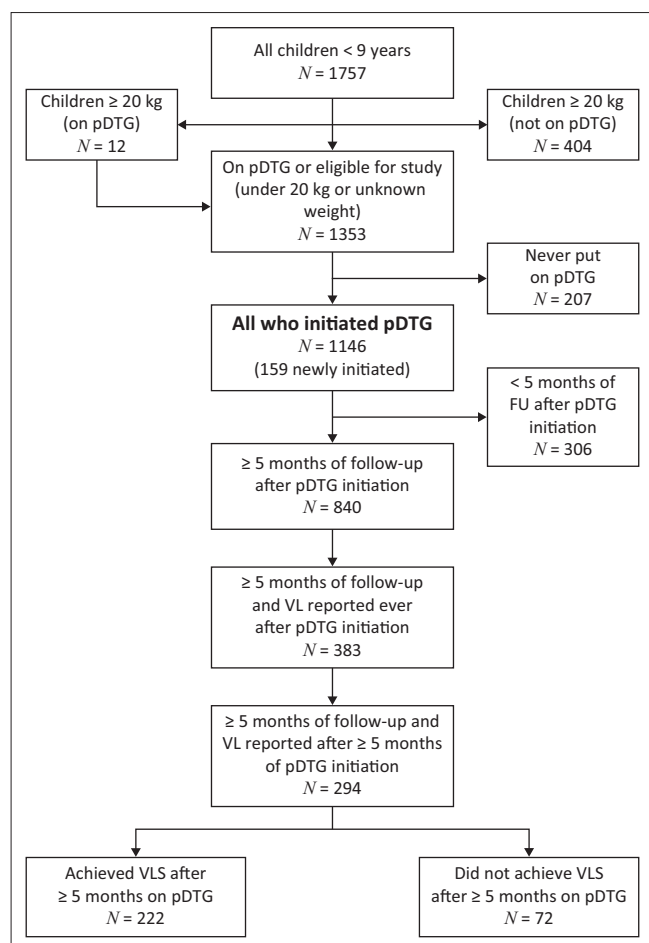 All children < 9 years
N = 1757
Children ≥ 20 kg
(on pDTG)
N = 12
Children ≥ 20 kg
(not on pDTG)
N = 404
On pDTG or eligible for study
(under 20 kg or unknown
weight)
N = 1353
Never put
on pDTG
N = 207
All who initiated pDTG
N = 1146
(159 newly initiated)
< 5 months of
FU after pDTG
initiation
N = 306
≥ 5 months of follow-up
after pDTG initiation
N = 840
≥ 5 months of follow-up
and VL reported ever
after pDTG initiation
N = 383
≥ 5 months of follow-up and
VL reported after ≥ 5 months
of pDTG initiation
N = 294
Achieved VLS after
≥ 5 months on pDTG
N = 222
Did not achieve VLS
after ≥ 5 months on pDTG
N = 72